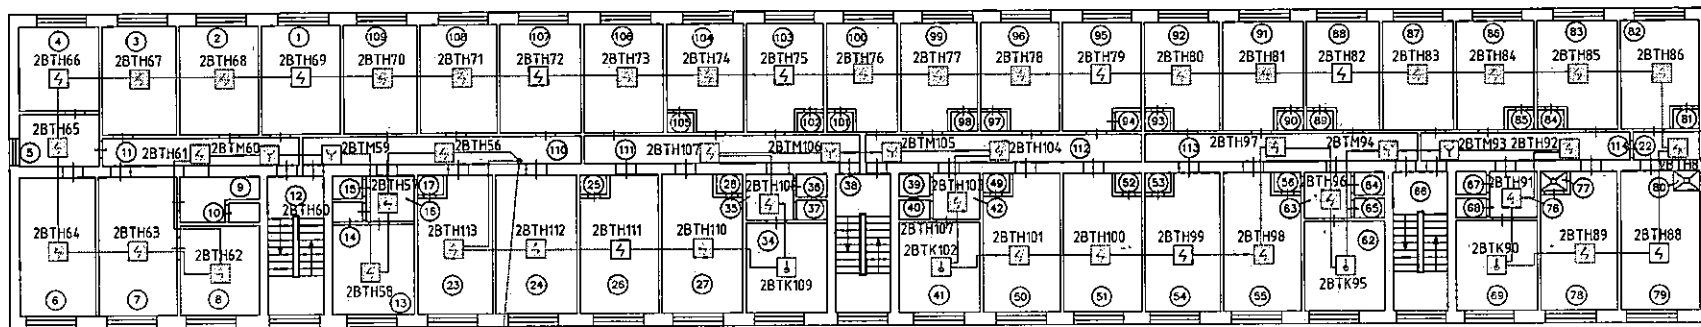 4 3 2 1 109 108 107 106 104 103 100 99 96 95 92 91 88 87 86 83 82
2BTH66 2BTH67 2BTH68 2BTH69 2BTH70 2BTH71 2BTH72 2BTH73 2BTH74 2BTH75 2BTH76 2BTH77 2BTH78 2BTH79 2BTH80 2BTH81 2BTH82 2BTH83 2BTH84 2BTH85 2BTH86
105 102 101 98 97 94 93 90 89 85 84 81
2BTH65
5 11 2BTH61 2BTM60 2BTM59 2BTH56 110 111 2BTH107 2BTM106 2BTM105 2BTH104 112 113 2BTH97 2BTM94 2BTM93 2BTH92 114 22
9 12 15 2BTH57 17 25 28 36 38 39 49 52 53 56 2BTH96 64 66 67 2BTH91 77 80
10 2BTH60 14 16 35 37 40 42 63 65 68 76
2BTH64 2BTH63 2BTH62 2BTH113 2BTH112 2BTH111 2BTH110 34 2BTH107 2BTK102 2BTH101 2BTH100 2BTH99 2BTH98 62 2BTK90 2BTH89 2BTH88
2BTH58 2BTK109 2BTK95
6 7 8 13 23 24 26 27 41 50 51 54 55 69 78 79